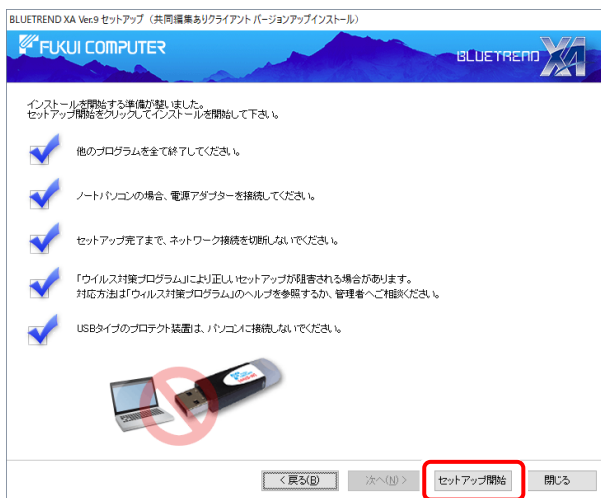 BLUETREND XA Ver.9 セットアップ（共同編集ありクライアント バージョンアップインストール）
FUKUI COMPUTER
BLUETREND XA
インストールを開始する準備が整いました。
セットアップ開始をクリックしてインストールを開始して下さい。
他のプログラムを全て終了してください。
ノートパソコンの場合、電源アダプターを接続してください。
セットアップ完了まで、ネットワーク接続を切断しないでください。
「ウイルス対策プログラム」により正しいセットアップが阻害される場合があります。
対応方法は「ウィルス対策プログラム」のヘルプを参照するか、管理者へご相談ください。
USBタイプのプロテクト装置は、パソコンに接続しないでください。
< 戻る(B) 次へ(N) > セットアップ開始 閉じる